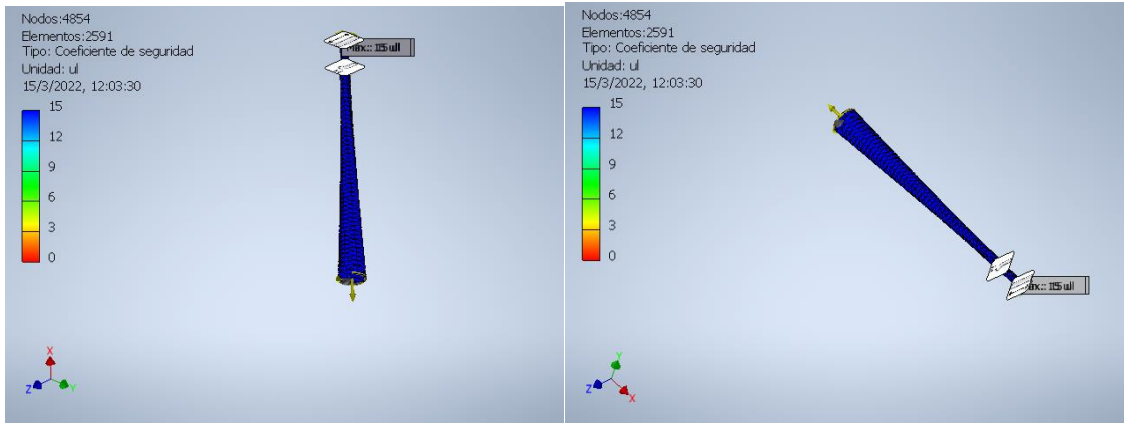 Nodos:4854
Elementos:2591
Tipo: Coeficiente de seguridad
Unidad: ul
15/3/2022, 12:03:30
15
12
9
6
3
0
X
Z
Y
Nodos:4854
Elementos:2591
Tipo: Coeficiente de seguridad
Unidad: ul
15/3/2022, 12:03:30
15
12
9
6
3
0
Y
Z
X